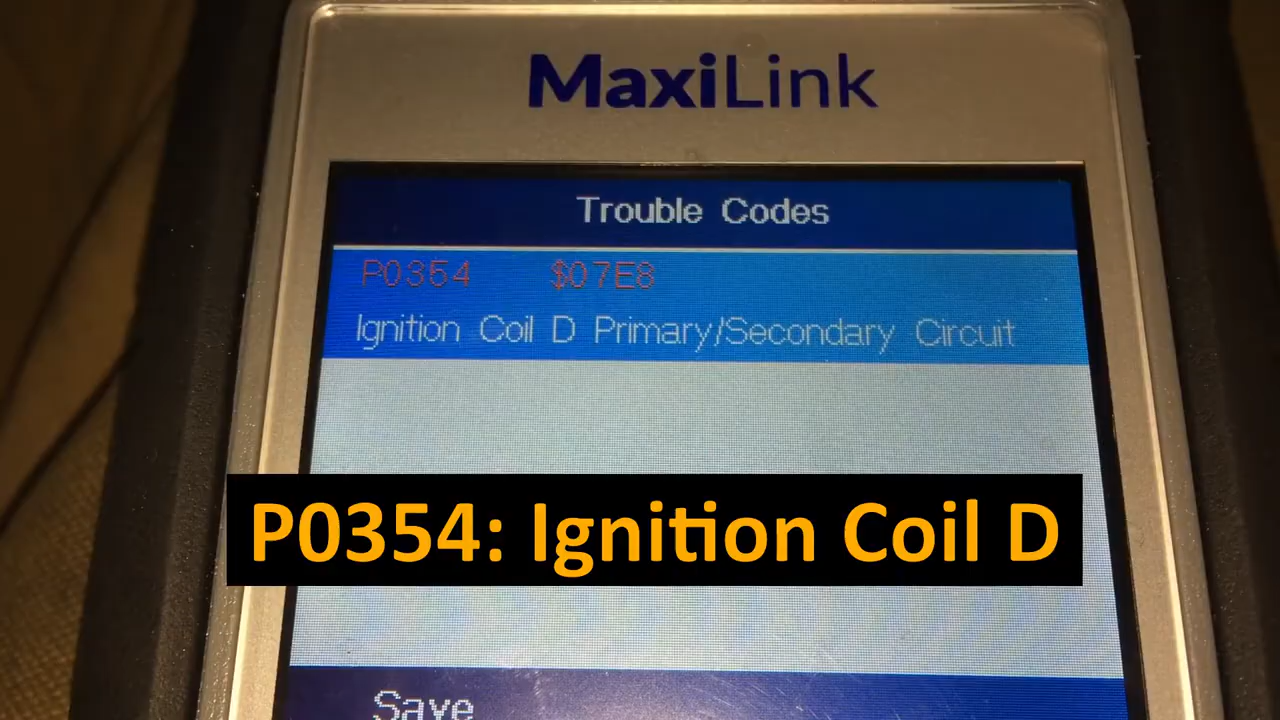 MaxiLink
Trouble Codes
P0354 $07E8
Ignition Coil D Primary/Secondary Circuit
P0354: Ignition Coil D
Save